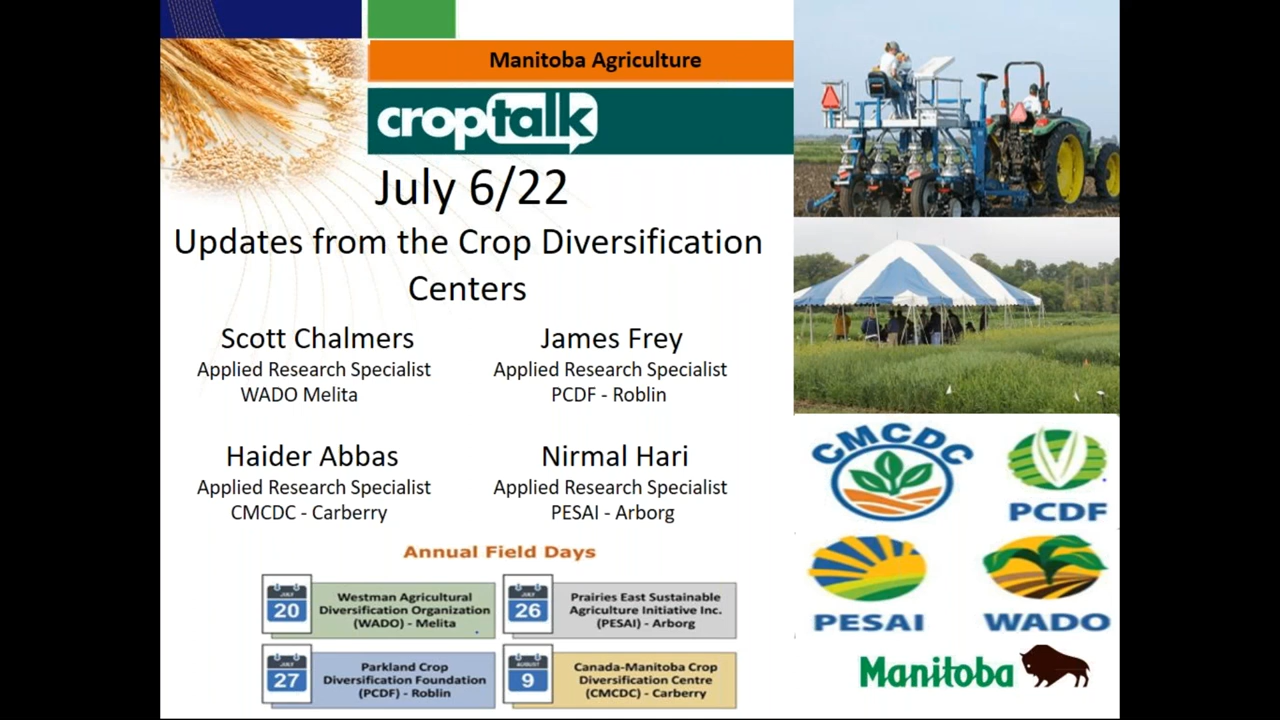 Manitoba Agriculture
croptalk
July 6/22
Updates from the Crop Diversification
Centers
Scott Chalmers
Applied Research Specialist
WADO Melita
James Frey
Applied Research Specialist
PCDF - Roblin
Haider Abbas
Applied Research Specialist
CMCDC - Carberry
Nirmal Hari
Applied Research Specialist
PESAI - Arborg
Annual Field Days
JULY
20
Westman Agricultural
Diversification Organization
(WADO) - Melita
JULY
26
Prairies East Sustainable
Agriculture Initiative Inc.
(PESAI) - Arborg
JULY
27
Parkland Crop
Diversification Foundation
(PCDF) - Roblin
AUGUST
9
Canada-Manitoba Crop
Diversification Centre
(CMCDC) - Carberry
CMCDC
PCDF
PESAI
WADO
Manitoba